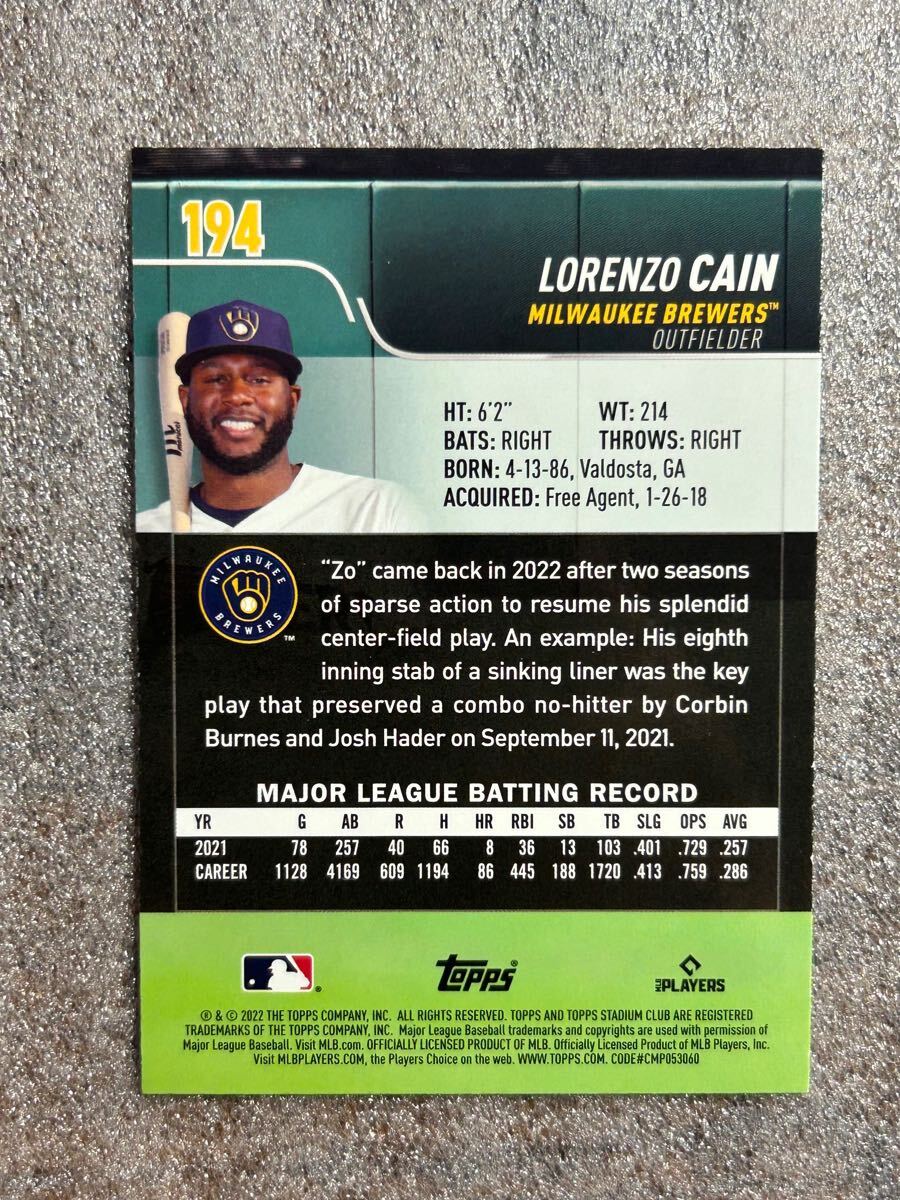 194
LORENZO CAIN
MILWAUKEE BREWERS™
OUTFIELDER
HT: 6'2" WT: 214
BATS: RIGHT THROWS: RIGHT
BORN: 4-13-86, Valdosta, GA
ACQUIRED: Free Agent, 1-26-18
MILWAUKEE
BREWERS
™
“Zo” came back in 2022 after two seasons
of sparse action to resume his splendid
center-field play. An example: His eighth
inning stab of a sinking liner was the key
play that preserved a combo no-hitter by Corbin
Burnes and Josh Hader on September 11, 2021.
MAJOR LEAGUE BATTING RECORD
YR G AB R H HR RBI SB TB SLG OPS AVG
2021 78 257 40 66 8 36 13 103 .401 .729 .257
CAREER 1128 4169 609 1194 86 445 188 1720 .413 .759 .286
TOPPS®
MLB PLAYERS
® & © 2022 THE TOPPS COMPANY, INC. ALL RIGHTS RESERVED. TOPPS AND TOPPS STADIUM CLUB ARE REGISTERED
TRADEMARKS OF THE TOPPS COMPANY, INC. Major League Baseball trademarks and copyrights are used with permission of
Major League Baseball. Visit MLB.com. OFFICIALLY LICENSED PRODUCT OF MLB. Officially Licensed Product of MLB Players, Inc.
Visit MLBPLAYERS.COM, the Players Choice on the web. WWW.TOPPS.COM. CODE#CMP053060